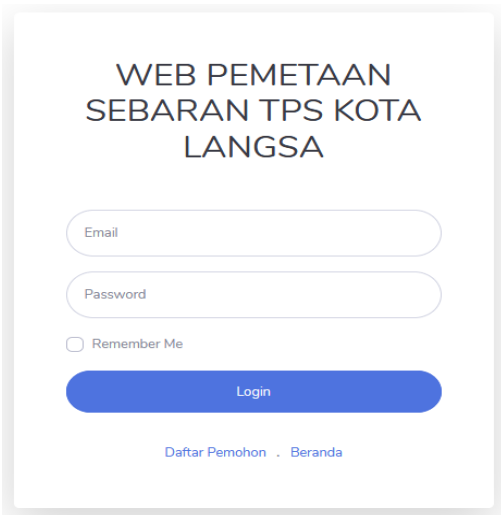 WEB PEMETAAN
SEBARAN TPS KOTA
LANGSA
Email
Password
Remember Me
Login
Daftar Pemohon . Beranda